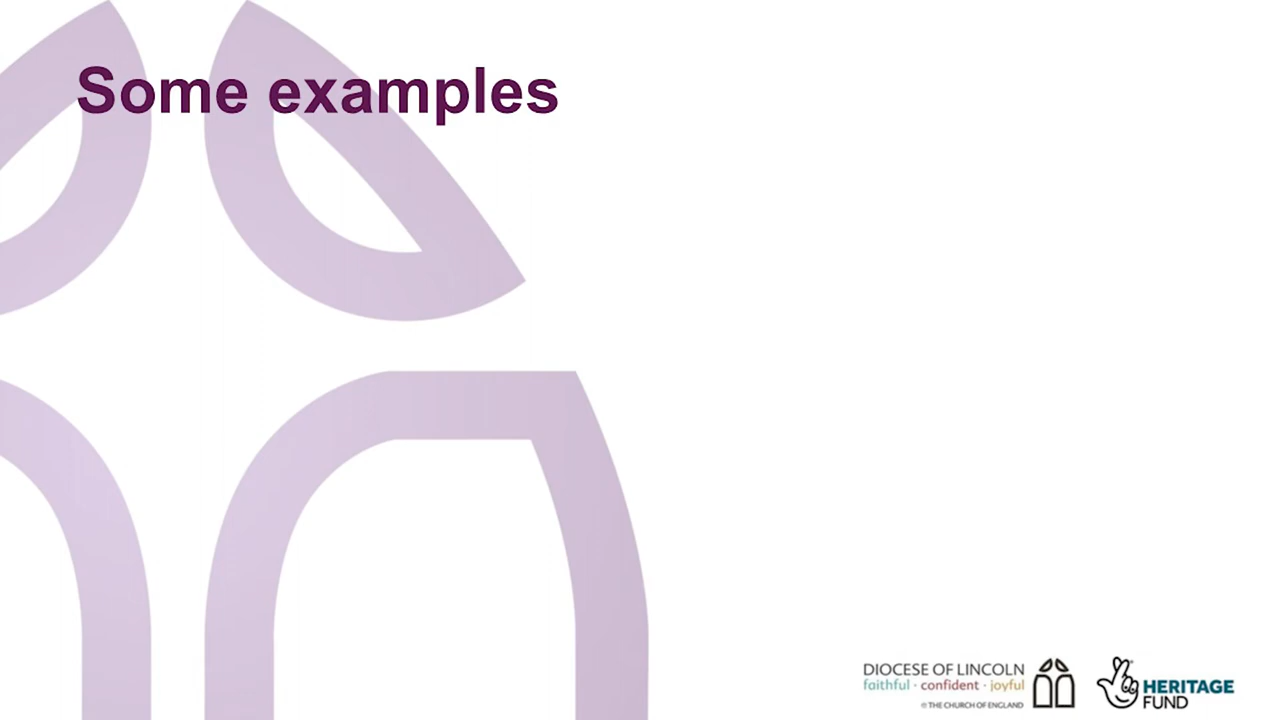 Some examples
DIOCESE OF LINCOLN
faithful · confident · joyful
© THE CHURCH OF ENGLAND
HERITAGE
FUND